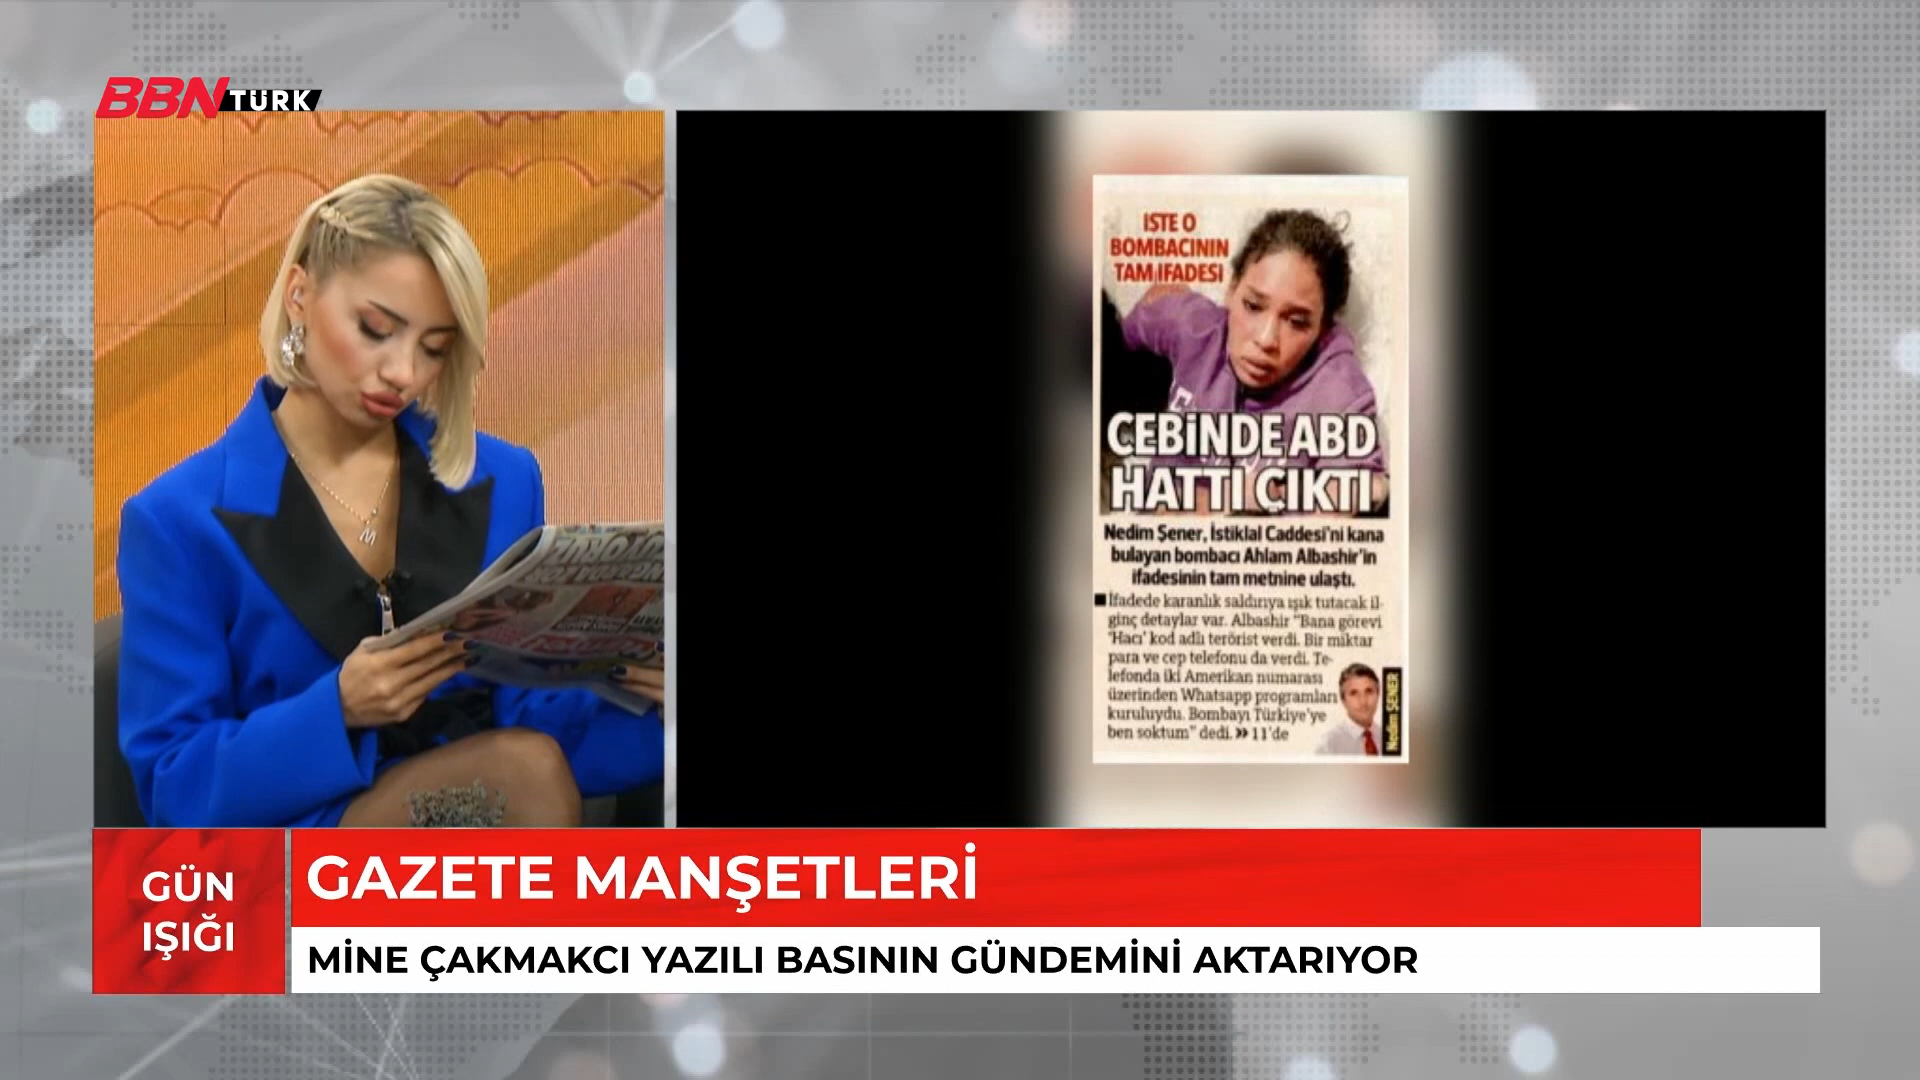 BBN TÜRK
ISTE O
BOMBACININ
TAM IFADESI
CEBİNDE ABD
HATTI ÇIKTI
Nedim Şener, İstiklal Caddesi'ni kana
bulayan bombacı Ahlam Albashir'in
ifadesinin tam metnine ulaştı.
■ İfadede karanlık saldırıya ışık tutacak il-
ginç detaylar var. Albashir "Bana görevi
'Hacı' kod adlı terörist verdi. Bir miktar
para ve cep telefonu da verdi. Te-
lefonda iki Amerikan numarası
üzerinden Whatsapp programları
kuruluydu. Bombayı Türkiye'ye
ben soktum" dedi. » 11'de
Nedim ŞENER
M
GÜN
IŞIĞI
GAZETE MANŞETLERİ
MİNE ÇAKMAKCI YAZILI BASININ GÜNDEMİNİ AKTARIYOR